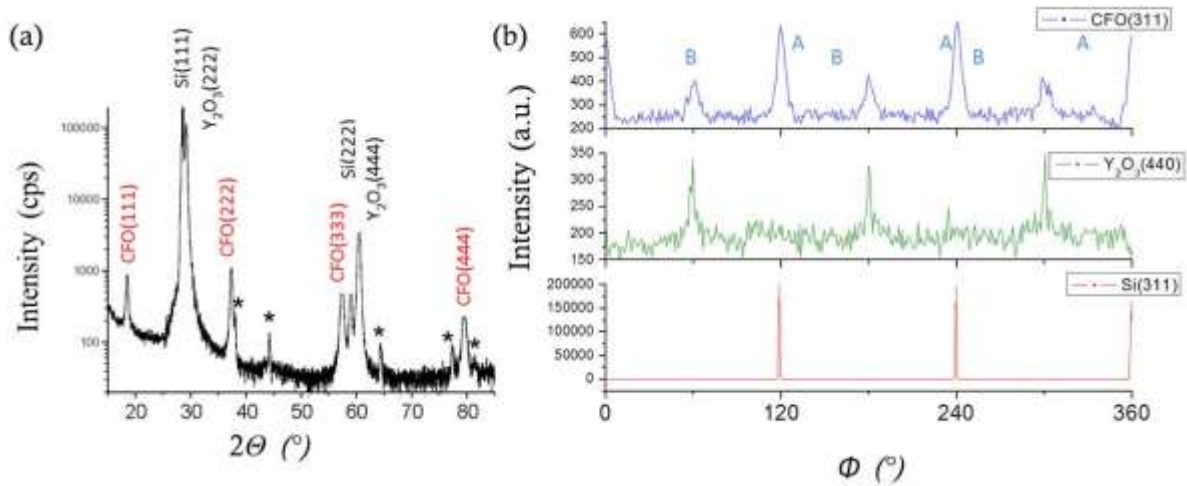 (a)
Si(111)
Y₂O₃(222)
CFO(111)
CFO(222)
CFO(333)
Si(222)
Y₂O₃(444)
CFO(444)
*
*
*
*
*
Intensity (cps)
100000
10000
1000
100
20 30 40 50 60 70 80
2Θ (°)
(b)
CFO(311)
B A B A B A
600
500
400
300
200
Y₂O₃(440)
350
300
250
200
150
Si(311)
200000
150000
100000
50000
0
Intensity (a.u.)
0 120 240 360
Φ (°)